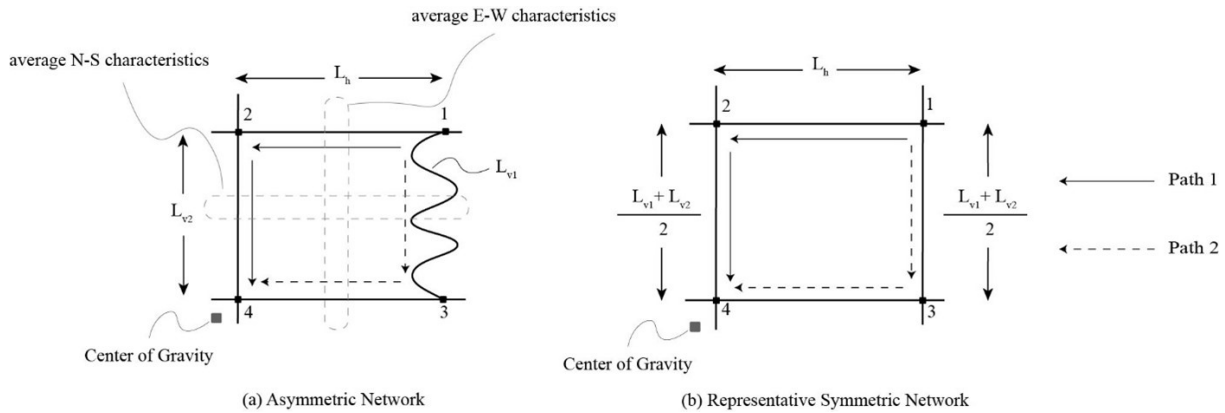 average E-W characteristics
average N-S characteristics
L_h
2
1
L_v1
L_v2
4
3
Center of Gravity
(a) Asymmetric Network
L_h
2
1
L_v1 + L_v2
2
L_v1 + L_v2
2
4
3
Center of Gravity
Path 1
Path 2
(b) Representative Symmetric Network